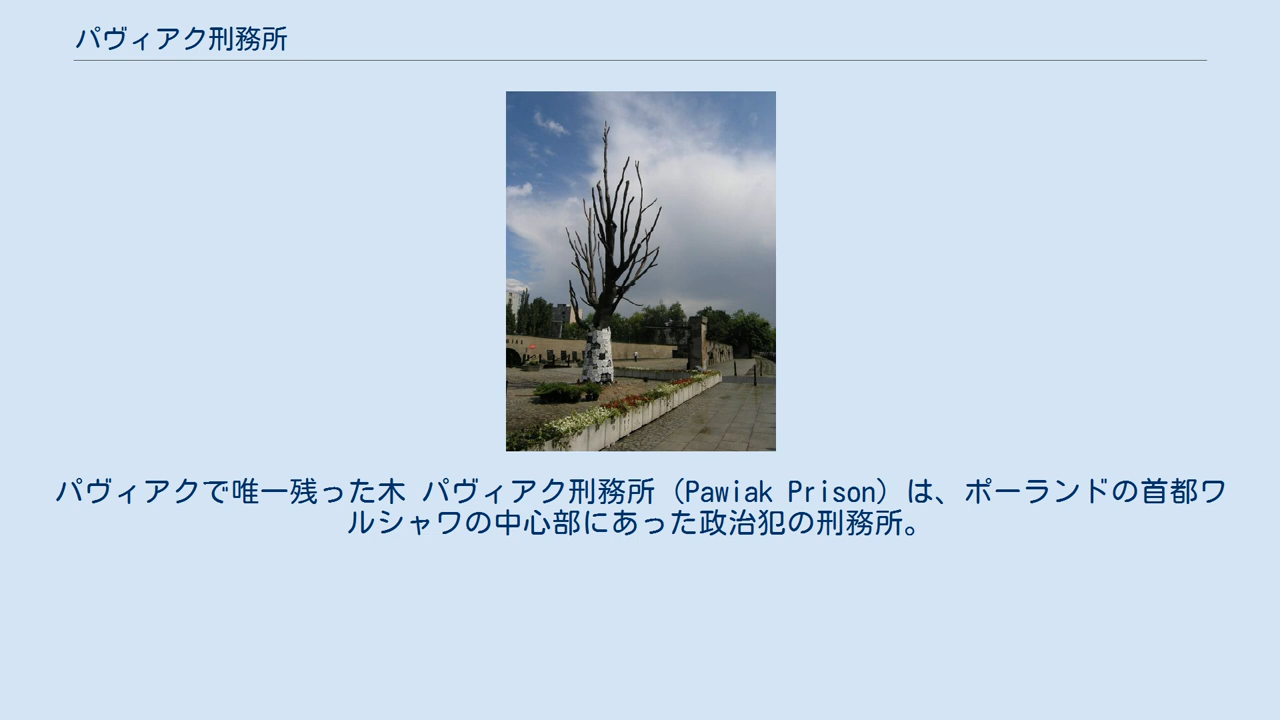 パヴィアク刑務所
パヴィアクで唯一残った木 パヴィアク刑務所（Pawiak Prison）は、ポーランドの首都ワ
ルシャワの中心部にあった政治犯の刑務所。